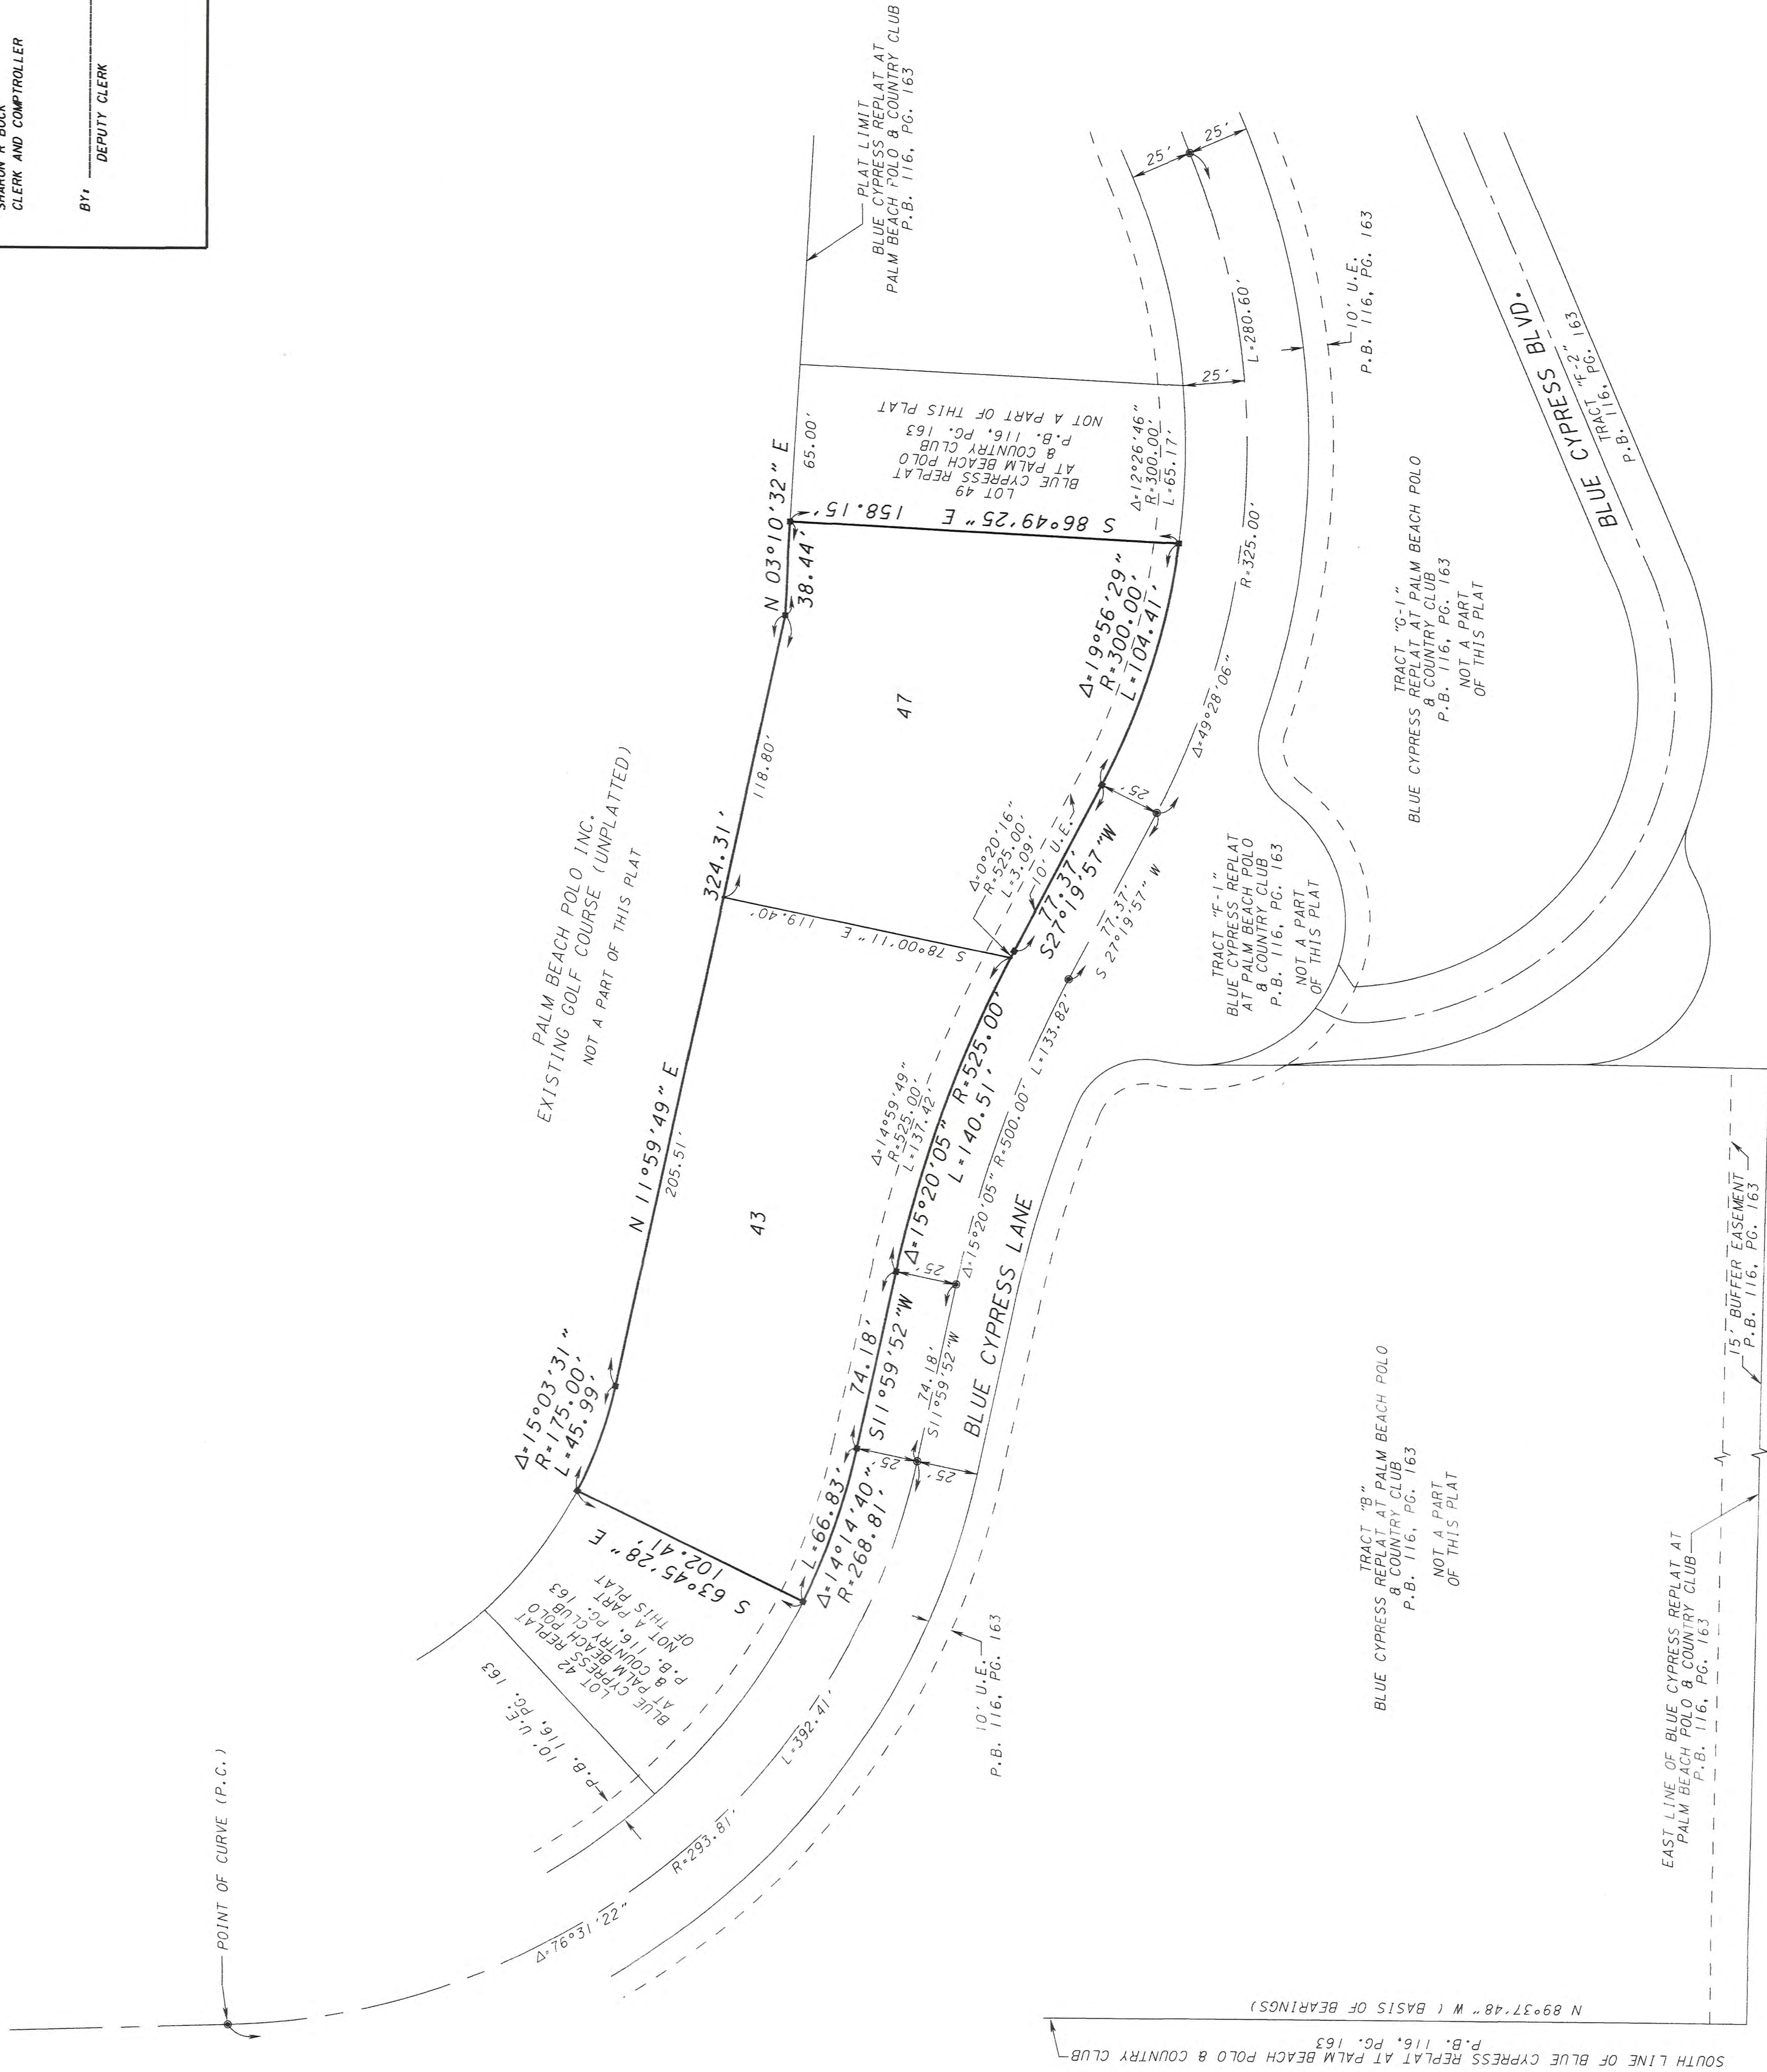 SHARON R BOCK
CLERK AND COMPTROLLER
BY:
DEPUTY CLERK
PLAT LIMIT
BLUE CYPRESS REPLAT AT
PALM BEACH POLO & COUNTRY CLUB
P.B. 116, PG. 163
N 03°10'32" E
38.44'
65.00'
S 86°49'25" E 158.15'
LOT 49
BLUE CYPRESS REPLAT
AT PALM BEACH POLO
& COUNTRY CLUB
P.B. 116, PG. 163
NOT A PART OF THIS PLAT
Δ=12°26'46"
R=300.00'
L=65.17'
25'
25'
25'
L=280.60'
R=325.00'
Δ=49°28'06"
10' U.E.
P.B. 116, PG. 163
BLUE CYPRESS BLVD.
TRACT "F-2"
P.B. 116, PG. 163
TRACT "G-1"
BLUE CYPRESS REPLAT AT PALM BEACH POLO
& COUNTRY CLUB
P.B. 116, PG. 163
NOT A PART
OF THIS PLAT
PALM BEACH POLO INC.
EXISTING GOLF COURSE (UNPLATTED)
NOT A PART OF THIS PLAT
324.31'
118.80'
N 11°59'49" E
205.51'
47
S 78°00'11" E 119.40'
Δ=19°56'29"
R=300.00'
L=104.41'
Δ=0°20'16"
R=525.00'
L=3.09'
10' U.E.
77.37'
S27°19'57"W
25'
77.37'
S 27°19'57" W
TRACT "F-1"
BLUE CYPRESS REPLAT
AT PALM BEACH POLO
& COUNTRY CLUB
P.B. 116, PG. 163
NOT A PART
OF THIS PLAT
43
Δ=14°59'49"
R=525.00'
L=137.42'
Δ=15°20'05" R=525.00'
L=140.51'
Δ=15°20'05" R=500.00' L=133.82'
25'
BLUE CYPRESS LANE
74.18'
S11°59'52"W
74.18'
S11°59'52"W
25'
25'
Δ=15°03'31"
R=175.00'
L=45.99'
S 63°45'28" E
102.41'
L=66.83'
Δ=14°14'40"
R=268.81'
LOT 42
BLUE CYPRESS REPLAT
AT PALM BEACH POLO
& COUNTRY CLUB
P.B. 116, PG. 163
NOT A PART
OF THIS PLAT
10' U.E.
P.B. 116, PG. 163
L=392.41'
R=293.81'
Δ=76°31'22"
POINT OF CURVE (P.C.)
10' U.E.
P.B. 116, PG. 163
TRACT "B"
BLUE CYPRESS REPLAT AT PALM BEACH POLO
& COUNTRY CLUB
P.B. 116, PG. 163
NOT A PART
OF THIS PLAT
15' BUFFER EASEMENT
P.B. 116, PG. 163
EAST LINE OF BLUE CYPRESS REPLAT AT
PALM BEACH POLO & COUNTRY CLUB
P.B. 116, PG. 163
N 89°37'48" W (BASIS OF BEARINGS)
SOUTH LINE OF BLUE CYPRESS REPLAT AT PALM BEACH POLO & COUNTRY CLUB
P.B. 116, PG. 163